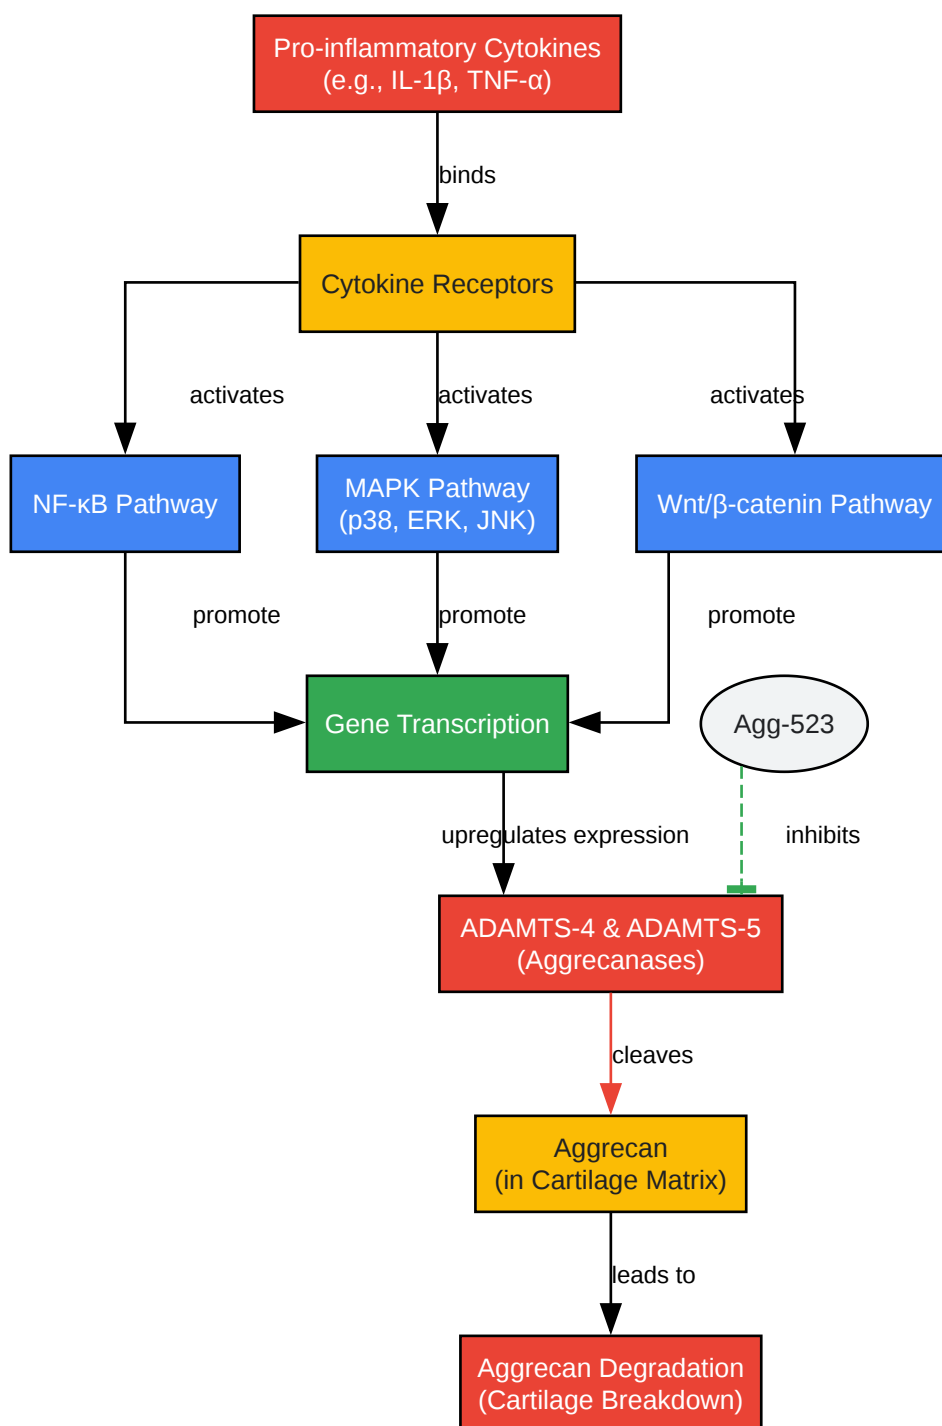 Pro-inflammatory Cytokines
(e.g., IL-1β, TNF-α)
binds
Cytokine Receptors
activates
activates
activates
NF-κB Pathway
MAPK Pathway
(p38, ERK, JNK)
Wnt/β-catenin Pathway
promote
promote
promote
Gene Transcription
Agg-523
upregulates expression
inhibits
ADAMTS-4 & ADAMTS-5
(Aggrecanases)
cleaves
Aggrecan
(in Cartilage Matrix)
leads to
Aggrecan Degradation
(Cartilage Breakdown)